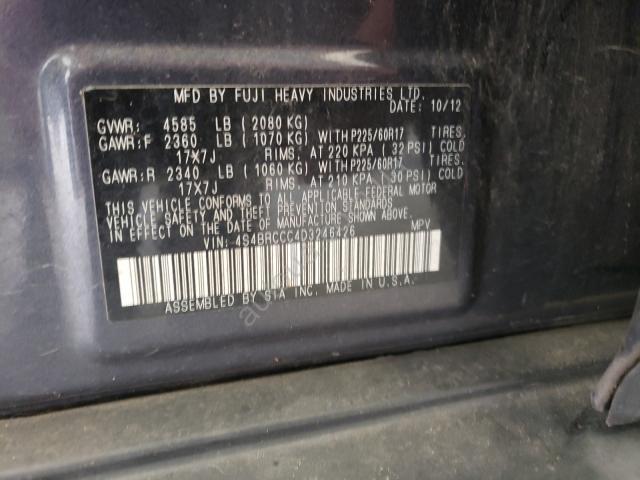 MFD BY FUJI HEAVY INDUSTRIES LTD.
DATE: 10/12
GVWR: 4585 LB (2080 KG)
GAWR:F 2360 LB (1070 KG) WITH P225/60R17 TIRES.
17X7J RIMS. AT 220 KPA (32 PSI) COLD
GAWR:R 2340 LB (1060 KG) WITH P225/60R17 TIRES.
17X7J RIMS. AT 210 KPA (30 PSI) COLD
THIS VEHICLE CONFORMS TO ALL APPLICABLE FEDERAL MOTOR
VEHICLE SAFETY AND THEFT PREVENTION STANDARDS
IN EFFECT ON THE DATE OF MANUFACTURE SHOWN ABOVE.
VIN: 4S4BRCCC4D3246426 MPV
ASSEMBLED BY STA INC. MADE IN U.S.A.